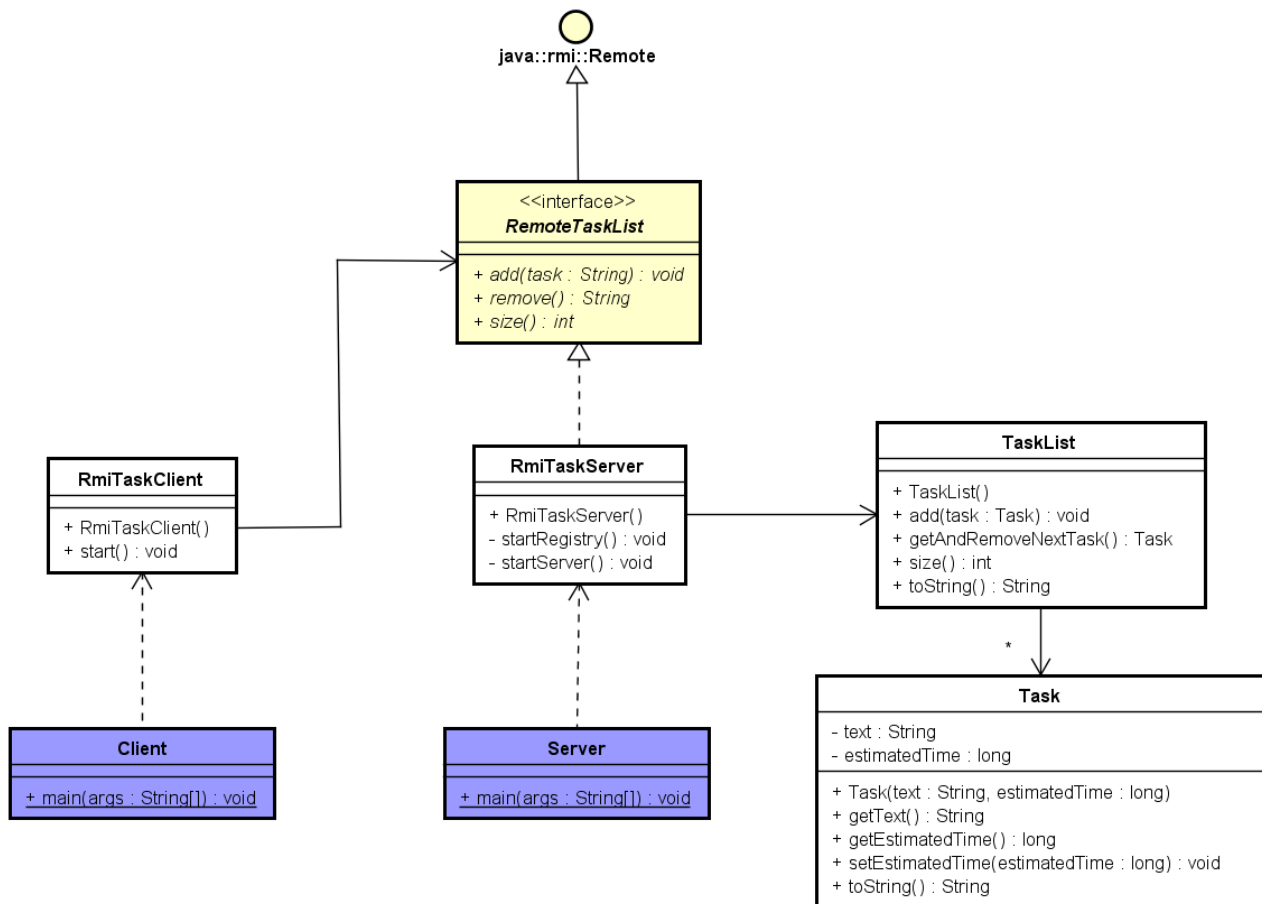 java::rmi::Remote
<<interface>>
RemoteTaskList
+ add(task : String) : void
+ remove() : String
+ size() : int
RmiTaskClient
+ RmiTaskClient()
+ start() : void
RmiTaskServer
+ RmiTaskServer()
- startRegistry() : void
- startServer() : void
TaskList
+ TaskList()
+ add(task : Task) : void
+ getAndRemoveNextTask() : Task
+ size() : int
+ toString() : String
*
Client
+ main(args : String[]) : void
Server
+ main(args : String[]) : void
Task
- text : String
- estimatedTime : long
+ Task(text : String, estimatedTime : long)
+ getText() : String
+ getEstimatedTime() : long
+ setEstimatedTime(estimatedTime : long) : void
+ toString() : String